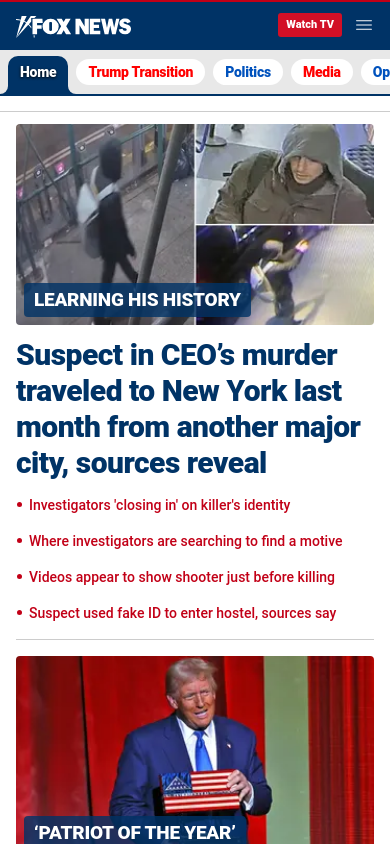 FOX NEWS
Watch TV
Home
Trump Transition
Politics
Media
Op
LEARNING HIS HISTORY
Suspect in CEO’s murder
traveled to New York last
month from another major
city, sources reveal
Investigators 'closing in' on killer's identity
Where investigators are searching to find a motive
Videos appear to show shooter just before killing
Suspect used fake ID to enter hostel, sources say
‘PATRIOT OF THE YEAR’